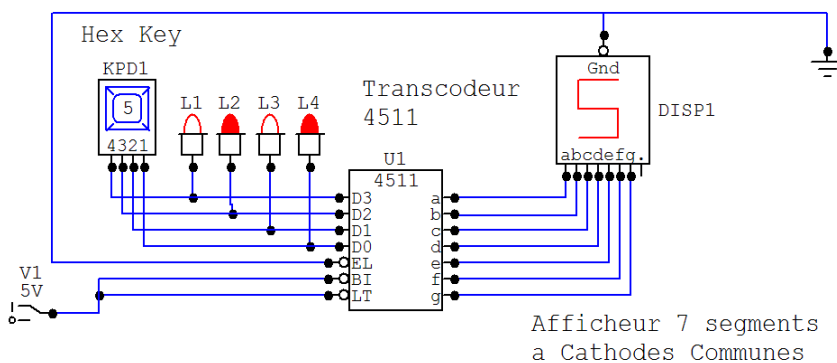 Hex Key
KPD1
5
4321
L1 L2 L3 L4
Transcodeur
4511
Gnd
abcdefg.
DISP1
U1
4511
D3
D2
D1
D0
EL
BI
LT
a
b
c
d
e
f
g
V1
5V
Afficheur 7 segments
a Cathodes Communes